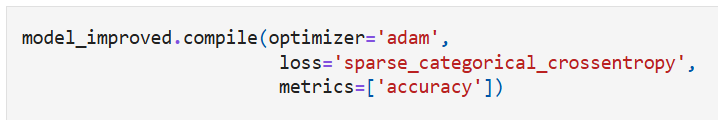 model_improved.compile(optimizer='adam',
                       loss='sparse_categorical_crossentropy',
                       metrics=['accuracy'])